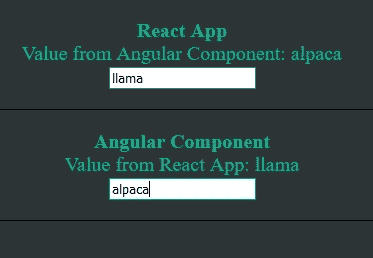 React App
Value from Angular Component: alpaca
llama
Angular Component
Value from React App: llama
alpaca